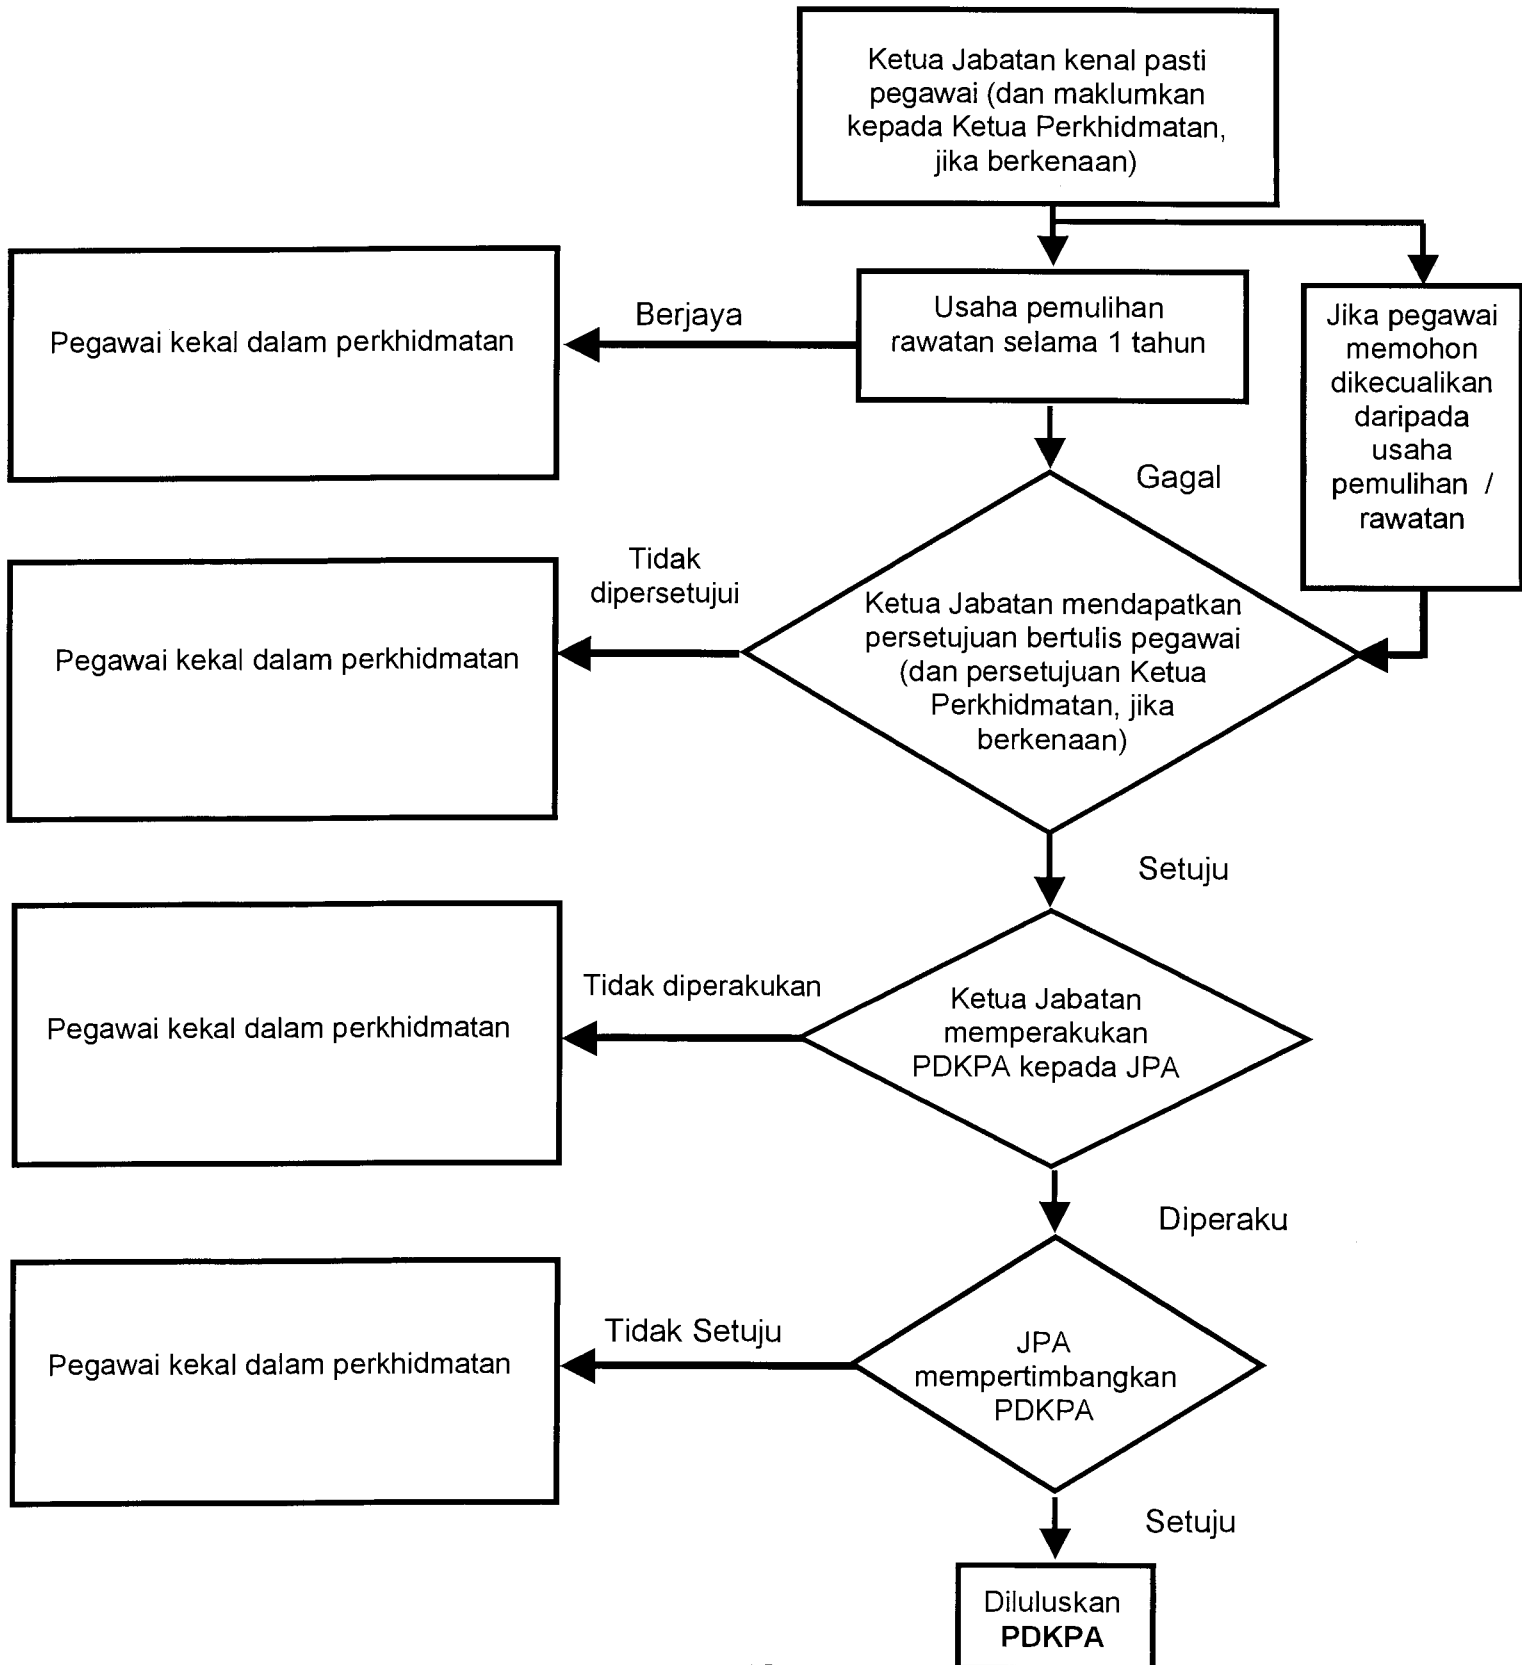 Ketua Jabatan kenal pasti
pegawai (dan maklumkan
kepada Ketua Perkhidmatan,
jika berkenaan)
Pegawai kekal dalam perkhidmatan
Berjaya
Usaha pemulihan
rawatan selama 1 tahun
Jika pegawai
memohon
dikecualikan
daripada
usaha
pemulihan /
rawatan
Gagal
Pegawai kekal dalam perkhidmatan
Tidak
dipersetujui
Ketua Jabatan mendapatkan
persetujuan bertulis pegawai
(dan persetujuan Ketua
Perkhidmatan, jika
berkenaan)
Setuju
Pegawai kekal dalam perkhidmatan
Tidak diperakukan
Ketua Jabatan
memperakukan
PDKPA kepada JPA
Diperaku
Pegawai kekal dalam perkhidmatan
Tidak Setuju
JPA
mempertimbangkan
PDKPA
Setuju
Diluluskan
PDKPA